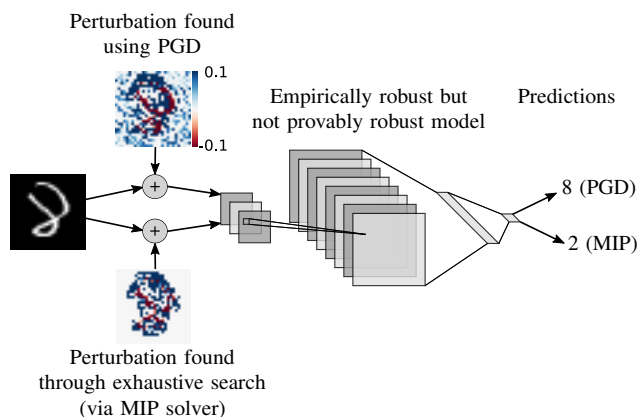 Perturbation found
using PGD
0.1
-0.1
Empirically robust but
not provably robust model
Predictions
+
+
8 (PGD)
2 (MIP)
Perturbation found
through exhaustive search
(via MIP solver)